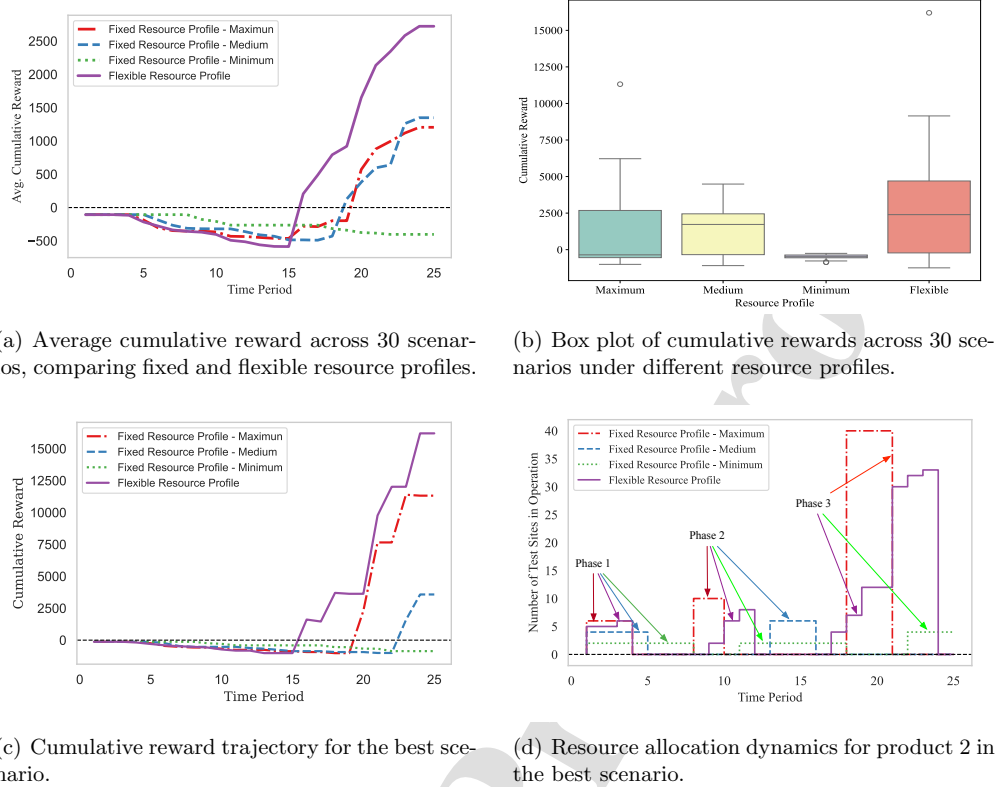 Fixed Resource Profile - Maximun
Fixed Resource Profile - Medium
Fixed Resource Profile - Minimum
Flexible Resource Profile
Avg. Cumulative Reward
2500
2000
1500
1000
500
0
−500
0 5 10 15 20 25
Time Period
Cumulative Reward
15000
12500
10000
7500
5000
2500
0
Maximum Medium Minimum Flexible
Resource Profile
a) Average cumulative reward across 30 scenar-
ios, comparing fixed and flexible resource profiles.
(b) Box plot of cumulative rewards across 30 sce-
narios under different resource profiles.
Fixed Resource Profile - Maximun
Fixed Resource Profile - Medium
Fixed Resource Profile - Minimum
Flexible Resource Profile
Cumulative Reward
15000
12500
10000
7500
5000
2500
0
0 5 10 15 20 25
Time Period
Fixed Resource Profile - Maximum
Fixed Resource Profile - Medium
Fixed Resource Profile - Minimum
Flexible Resource Profile
Number of Test Sites in Operation
40
35
30
25
20
15
10
5
0
Phase 1
Phase 2
Phase 3
0 5 10 15 20 25
Time Period
(c) Cumulative reward trajectory for the best sce-
nario.
(d) Resource allocation dynamics for product 2 in
the best scenario.